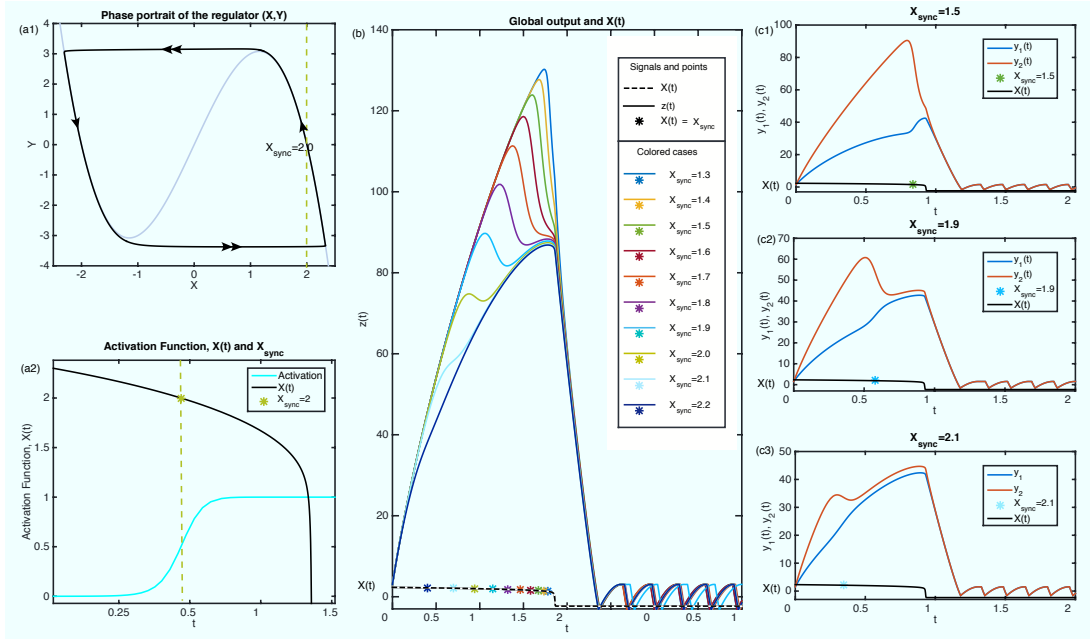 Phase portrait of the regulator (X,Y)
(a1)
4
3
2
1
0
-1
-2
-3
-4
Y
X_sync=2.0
-2
-1
0
1
2
X
Activation Function, X(t) and X_sync
(a2)
Activation
X(t)
X_sync=2
2
1.5
1
0.5
0
Activation Function, X(t)
0.25
0.5
1
1.5
t
Global output and X(t)
(b)
140
120
100
80
60
40
20
0
z(t)
X(t)
0
0.5
1
1.5
2
0
0.5
1
1.5
2
t
Signals and points
X(t)
z(t)
X(t) = X_sync
Colored cases
X_sync=1.3
X_sync=1.4
X_sync=1.5
X_sync=1.6
X_sync=1.7
X_sync=1.8
X_sync=1.9
X_sync=2.0
X_sync=2.1
X_sync=2.2
X_sync=1.5
(c1)
100
80
60
40
20
0
y_1(t), y_2(t)
X(t)
y_1(t)
y_2(t)
X_sync=1.5
X(t)
0
0.5
1
1.5
2
t
X_sync=1.9
(c2)
70
60
50
40
30
20
10
0
y_1(t), y_2(t)
X(t)
y_1(t)
y_2(t)
X_sync=1.9
X(t)
0
0.5
1
1.5
2
t
X_sync=2.1
(c3)
50
40
30
20
10
0
y_1(t), y_2(t)
X(t)
y_1
y_2
X_sync=2.1
X(t)
0
0.5
1
1.5
2
t